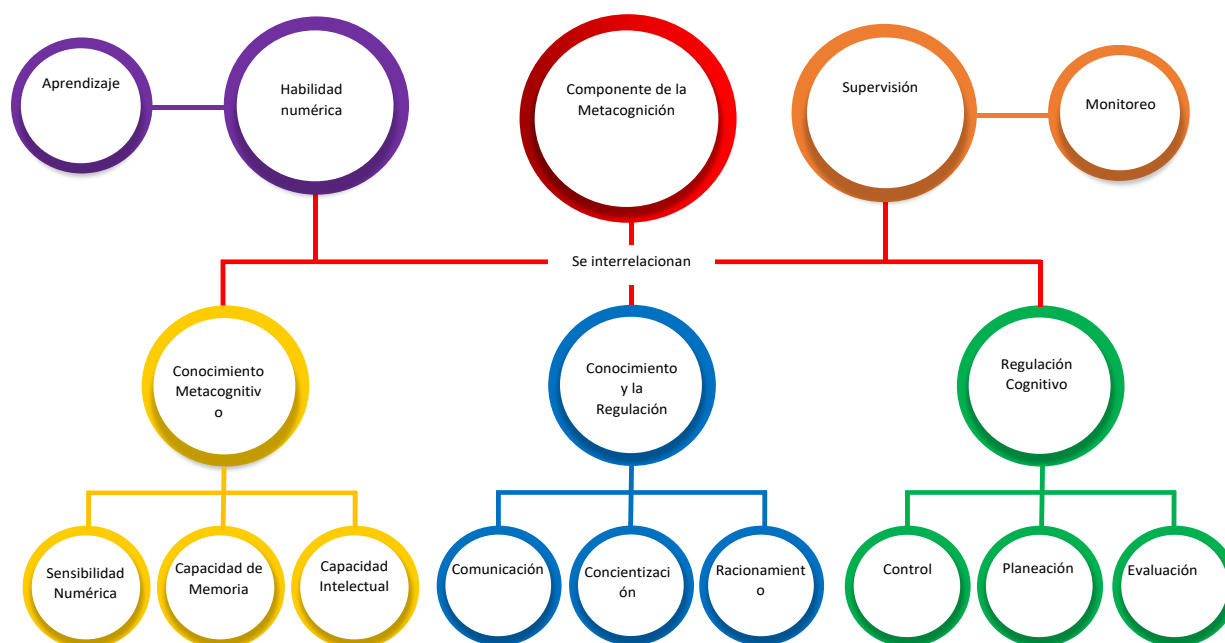 Aprendizaje
Habilidad
numérica
Componente de la
Metacognición
Supervisión
Monitoreo
Se interrelacionan
Conocimiento
Metacognitiv
o
Conocimiento
y la
Regulación
Regulación
Cognitivo
Sensibilidad
Numérica
Capacidad de
Memoria
Capacidad
Intelectual
Comunicación
Concientizaci
ón
Racionamient
o
Control
Planeación
Evaluación